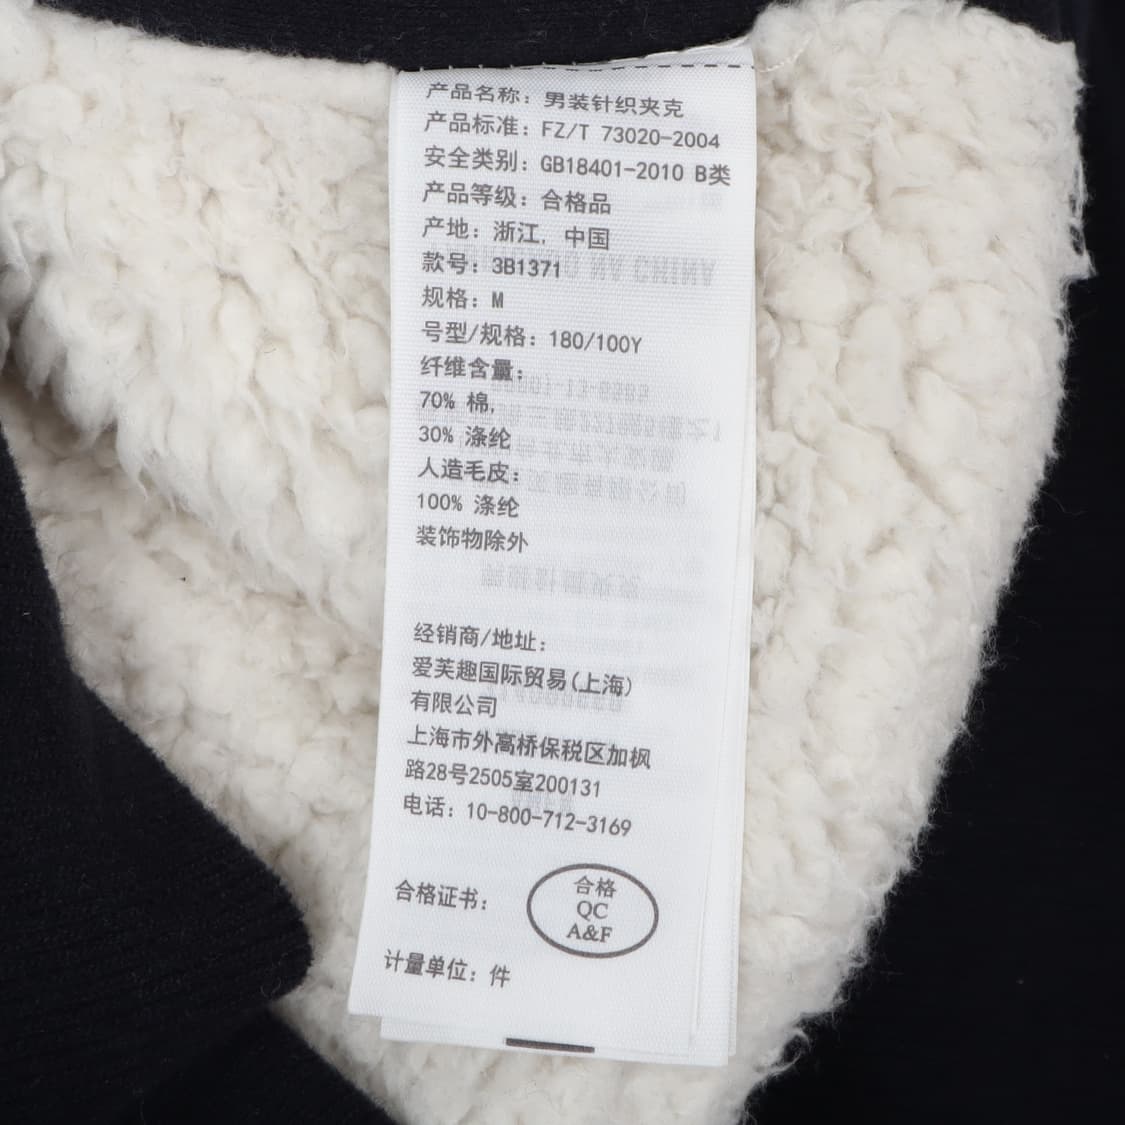 产品名称：男装针织夹克
产品标准：FZ/T 73020-2004
安全类别：GB18401-2010 B类
产品等级：合格品
产地：浙江, 中国
款号：3B1371
规格：M
号型/规格：180/100Y
纤维含量：
70% 棉,
30% 涤纶
人造毛皮：
100% 涤纶
装饰物除外
经销商/地址：
爱芙趣国际贸易(上海)
有限公司
上海市外高桥保税区加枫
路28号2505室200131
电话：10-800-712-3169
合格证书：
合格
QC
A&F
计量单位：件